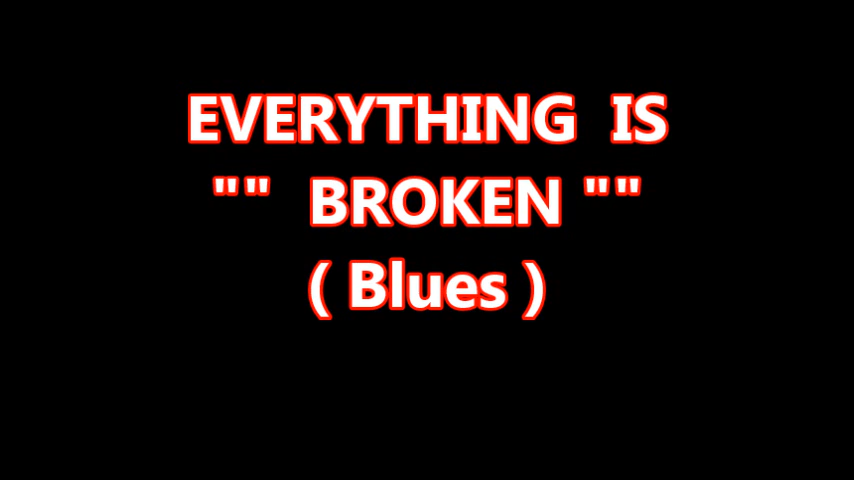 EVERYTHING IS
"" BROKEN ""
( Blues )